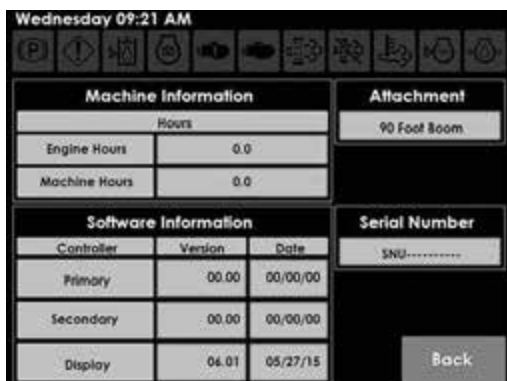 Wednesday 09:21 AM
Machine Information
Hours
Engine Hours 0.0
Machine Hours 0.0
Attachment
90 Foot Boom
Software Information
Controller Version Date
Primary 00.00 00/00/00
Secondary 00.00 00/00/00
Display 06.01 05/27/15
Serial Number
SNU----------
Back